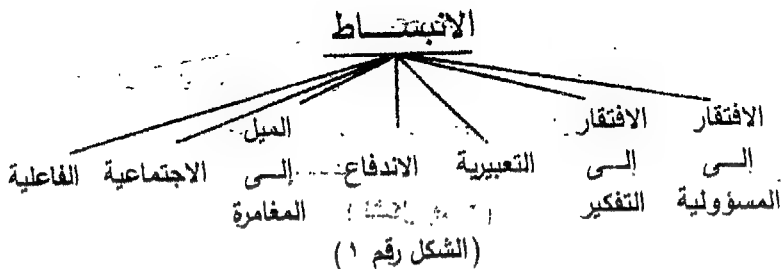 الانبساط
الافتقار إلى المسؤولية
الافتقار إلى التفكير
التعبيرية
الاندفاع
الميل إلى المغامرة
الاجتماعية
الفاعلية
(الشكل رقم ١)